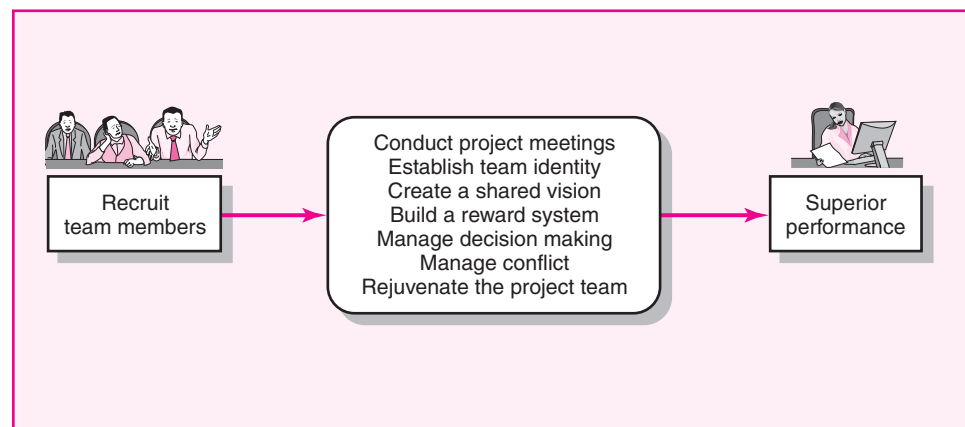 Recruit
team members
Conduct project meetings
Establish team identity
Create a shared vision
Build a reward system
Manage decision making
Manage conflict
Rejuvenate the project team
Superior
performance